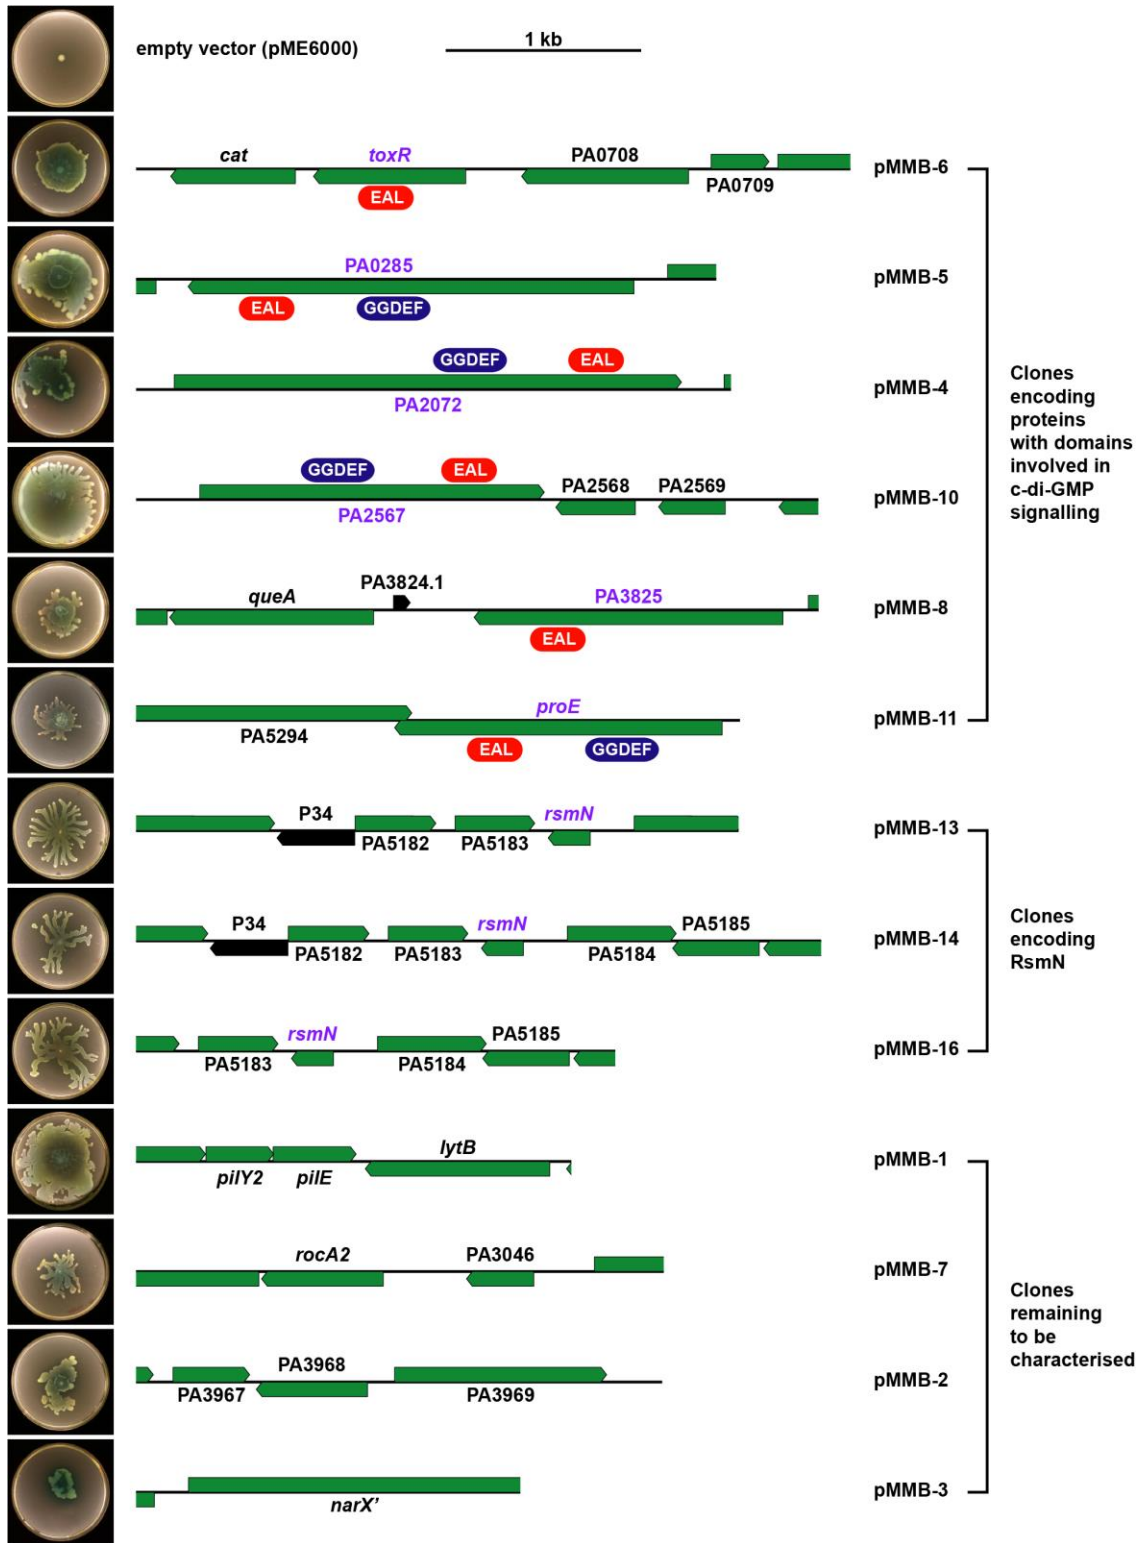 empty vector (pME6000)
1 kb
cat
toxR
PA0708
PA0709
EAL
pMMB-6
PA0285
EAL
GGDEF
pMMB-5
GGDEF
EAL
PA2072
pMMB-4
GGDEF
EAL
PA2568
PA2569
PA2567
pMMB-10
queA
PA3824.1
PA3825
EAL
pMMB-8
proE
PA5294
EAL
GGDEF
pMMB-11
Clones
encoding
proteins
with domains
involved in
c-di-GMP
signalling
P34
PA5182
PA5183
rsmN
pMMB-13
P34
PA5182
PA5183
rsmN
PA5184
PA5185
pMMB-14
PA5183
rsmN
PA5184
PA5185
pMMB-16
Clones
encoding
RsmN
pilY2
pilE
lytB
pMMB-1
rocA2
PA3046
pMMB-7
PA3967
PA3968
PA3969
pMMB-2
narX’
pMMB-3
Clones
remaining
to be
characterised